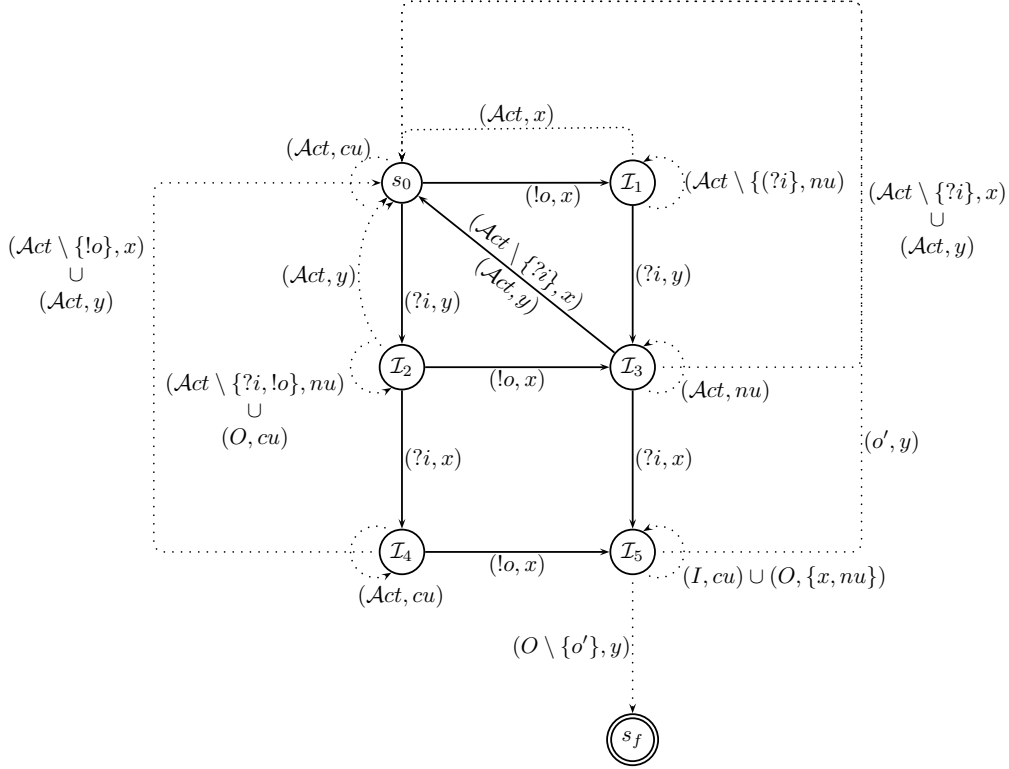 (𝒜ct, x)
(𝒜ct, cu)
s₀
(!o, x)
ℐ₁
(𝒜ct \ {(?i}, nu)
(𝒜ct \ {?i}, x)
∪
(𝒜ct, y)
(𝒜ct \ {!o}, x)
∪
(𝒜ct, y)
(𝒜ct, y)
(?i, y)
(𝒜ct \ {?i}, x)
(𝒜ct, y)
(?i, y)
ℐ₂
(!o, x)
ℐ₃
(𝒜ct, nu)
(𝒜ct \ {?i, !o}, nu)
∪
(O, cu)
(o′, y)
(?i, x)
(?i, x)
ℐ₄
(!o, x)
ℐ₅
(𝒜ct, cu)
(I, cu) ∪ (O, {x, nu})
(O \ {o′}, y)
s_f